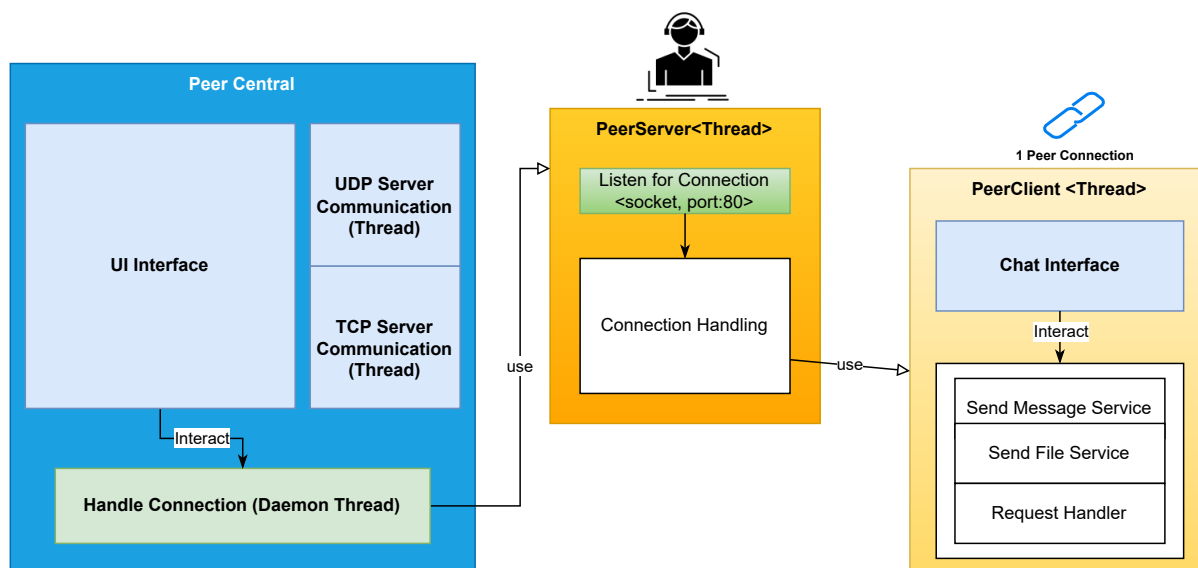 Peer Central
UI Interface
UDP Server
Communication
(Thread)
TCP Server
Communication
(Thread)
Interact
Handle Connection (Daemon Thread)
use
PeerServer<Thread>
Listen for Connection
<socket, port:80>
Connection Handling
use
1 Peer Connection
PeerClient <Thread>
Chat Interface
Interact
Send Message Service
Send File Service
Request Handler